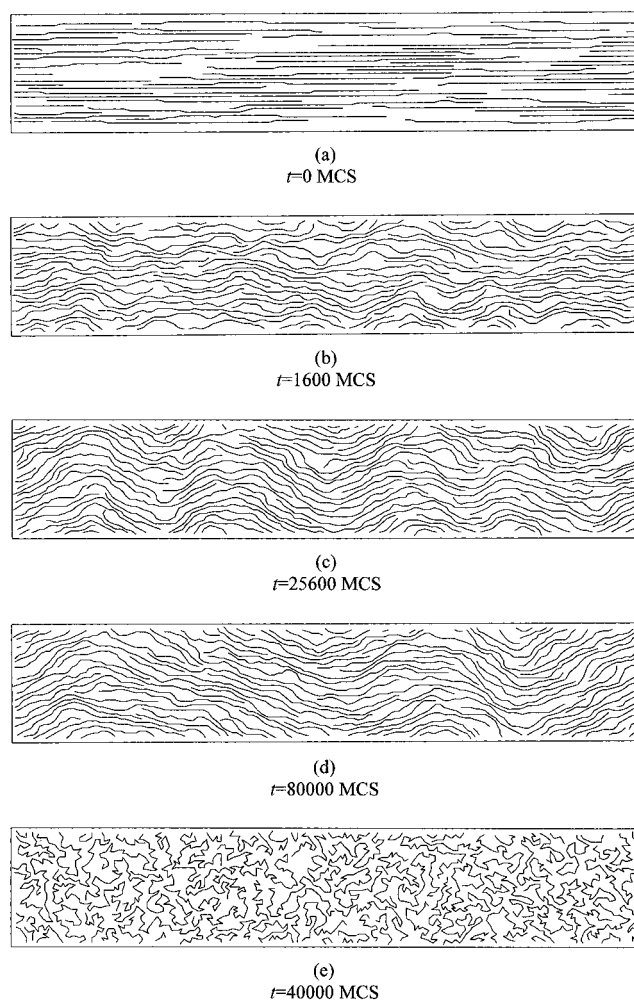 (a)
t=0 MCS
(b)
t=1600 MCS
(c)
t=25600 MCS
(d)
t=80000 MCS
(e)
t=40000 MCS